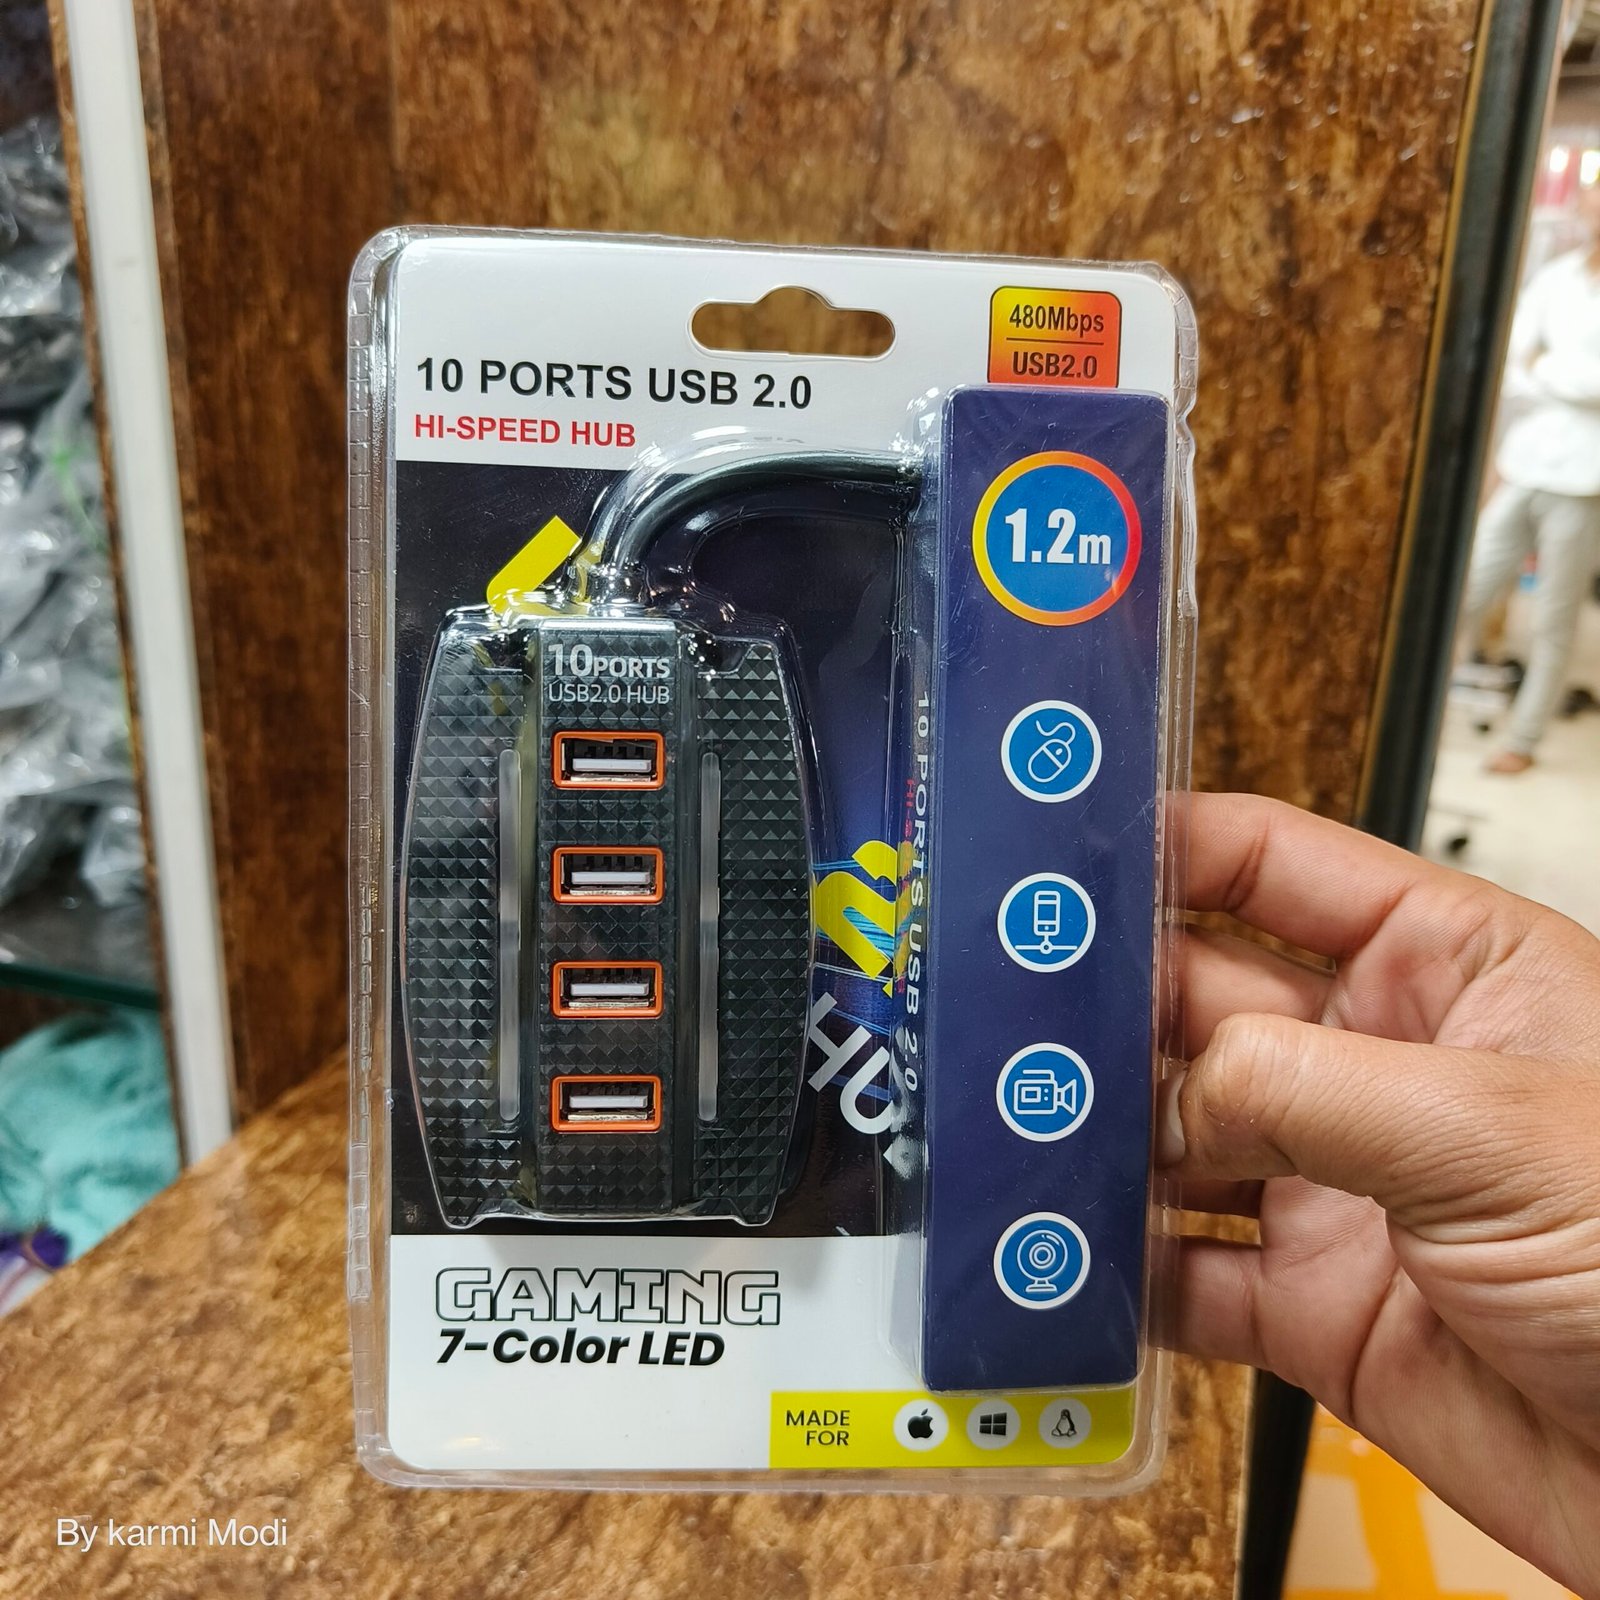 480Mbps
USB2.0
10 PORTS USB 2.0
HI-SPEED HUB
1.2m
10PORTS
USB2.0 HUB
10 PORTS USB 2.0
GAMING
7-Color LED
MADE
FOR
By karmi Modi